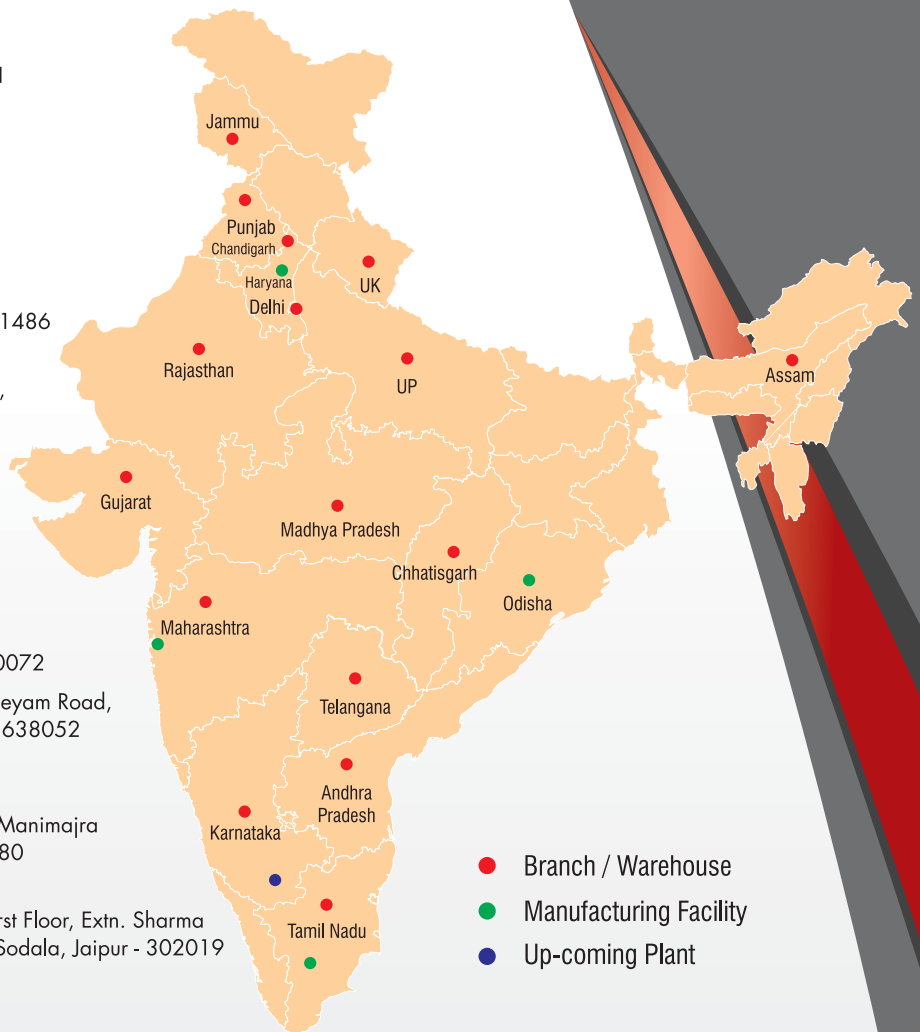 Jammu
Punjab
Chandigarh
Haryana
Delhi
UK
1486
Rajasthan
UP
Assam
,
Gujarat
Madhya Pradesh
Chhatisgarh
Odisha
Maharashtra
0072
eyam Road,
638052
Telangana
Andhra
Pradesh
Manimajra
80
Karnataka
Branch / Warehouse
Manufacturing Facility
Up-coming Plant
Tamil Nadu
rst Floor, Extn. Sharma
Sodala, Jaipur - 302019